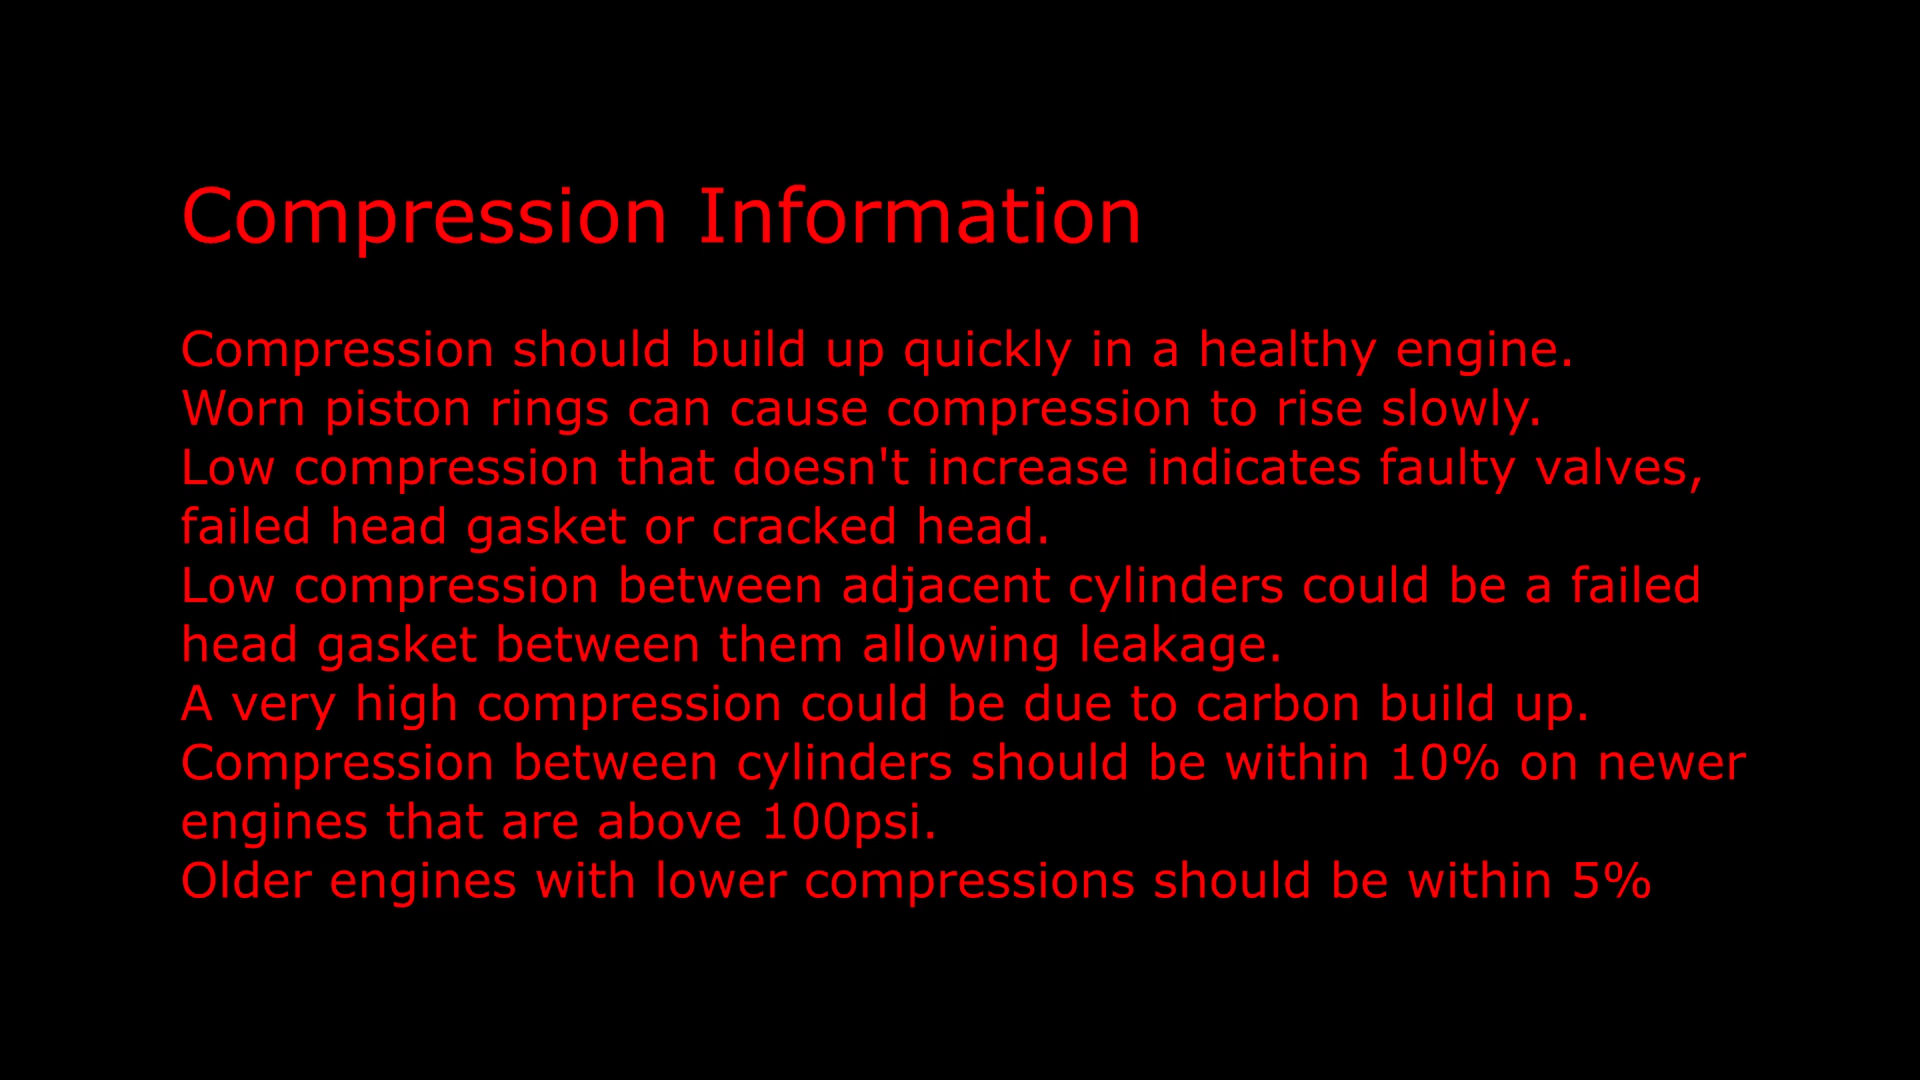 Compression Information
Compression should build up quickly in a healthy engine.
Worn piston rings can cause compression to rise slowly.
Low compression that doesn't increase indicates faulty valves,
failed head gasket or cracked head.
Low compression between adjacent cylinders could be a failed
head gasket between them allowing leakage.
A very high compression could be due to carbon build up.
Compression between cylinders should be within 10% on newer
engines that are above 100psi.
Older engines with lower compressions should be within 5%